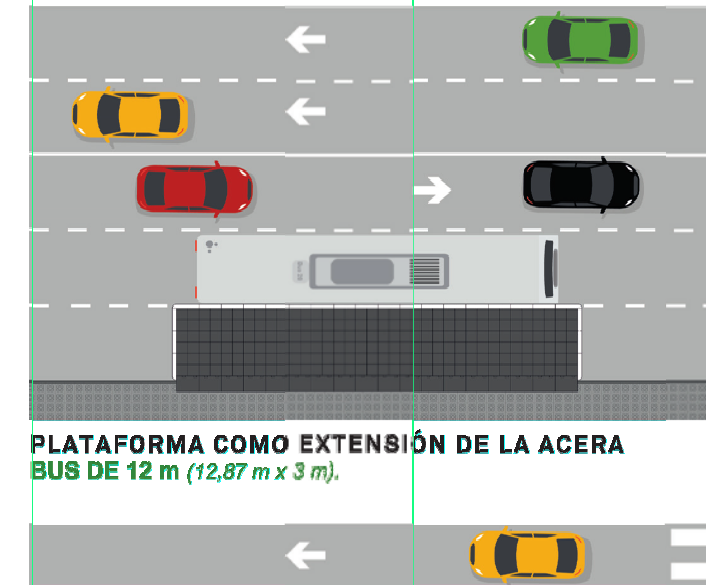 PLATAFORMA COMO EXTENSIÓN DE LA ACERA
BUS DE 12 m (12,87 m x 3 m).